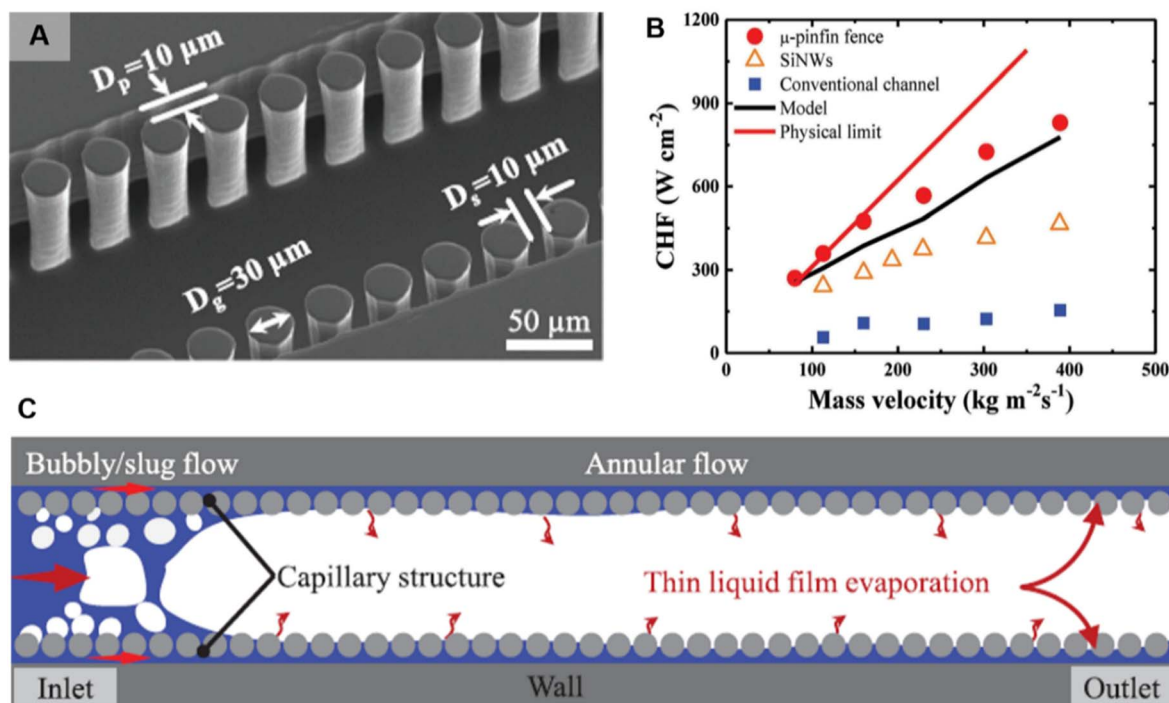 A
Dp=10 µm
Ds=10 µm
Dg=30 µm
50 µm
B
1200
900
600
300
0
0 100 200 300 400 500
CHF (W cm⁻²)
Mass velocity (kg m⁻²s⁻¹)
µ-pinfin fence
SiNWs
Conventional channel
Model
Physical limit
C
Bubbly/slug flow
Annular flow
Capillary structure
Thin liquid film evaporation
Inlet
Wall
Outlet